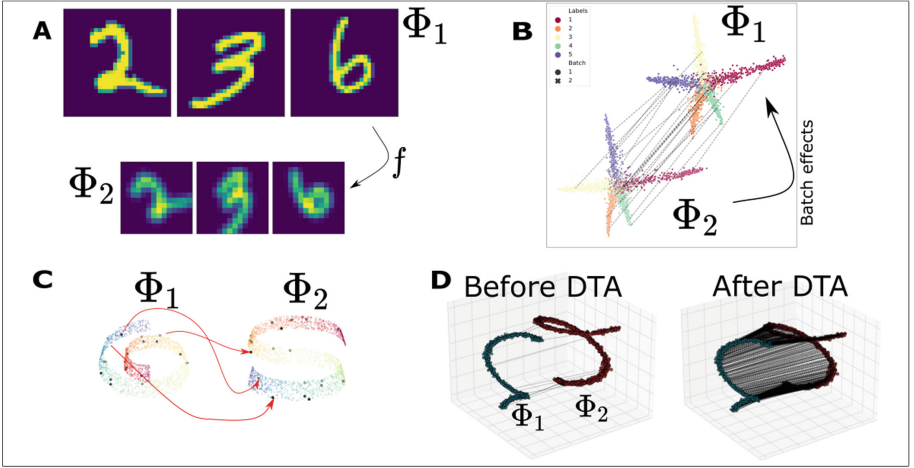 A
Φ1
f
Φ2
B
Labels
1
2
3
4
5
Batch
1
2
Φ1
Φ2
Batch effects
C
Φ1
Φ2
D
Before DTA
After DTA
Φ1
Φ2